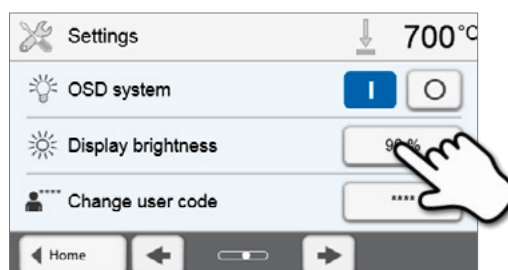 Settings
700°C
OSD system
I O
Display brightness
%
Change user code
****
Home